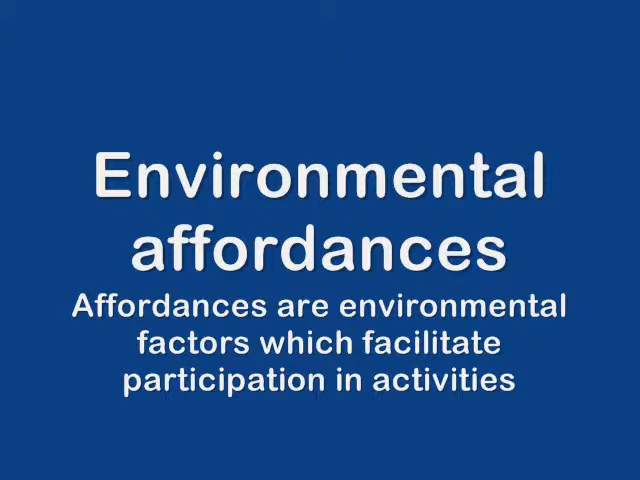 Environmental
affordances
Affordances are environmental
factors which facilitate
participation in activities